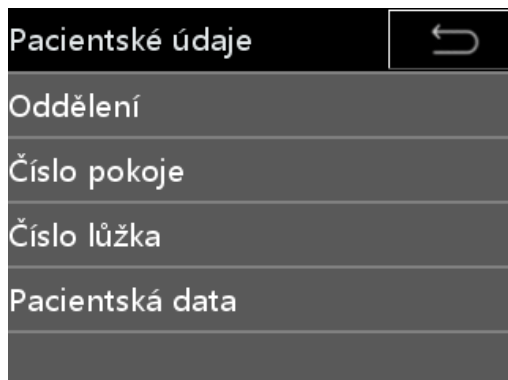 Pacientské údaje
Oddělení
Číslo pokoje
Číslo lůžka
Pacientská data